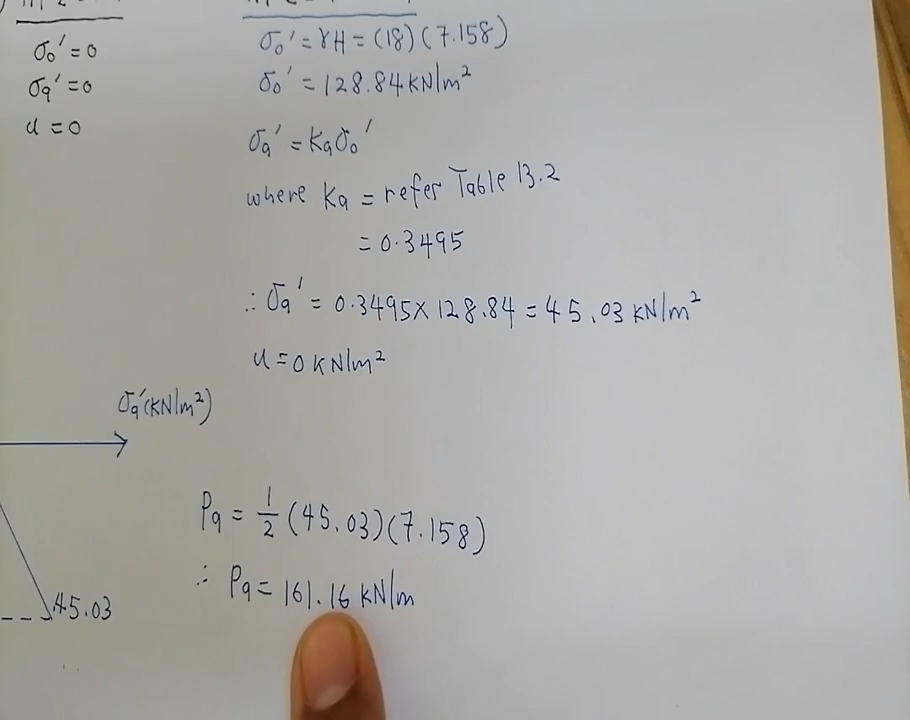 σo'=0
σa'=0
u=0
σo'=γH=(18)(7.158)
σo'=128.84KN/m²
σa'=Kaσo'
where Ka = refer Table 13.2
=0.3495
∴σa'=0.3495×128.84=45.03 KN/m²
u=0 KN/m²
σa'(KN/m²)
45.03
Pa=½(45.03)(7.158)
∴ Pa=161.16 kN/m